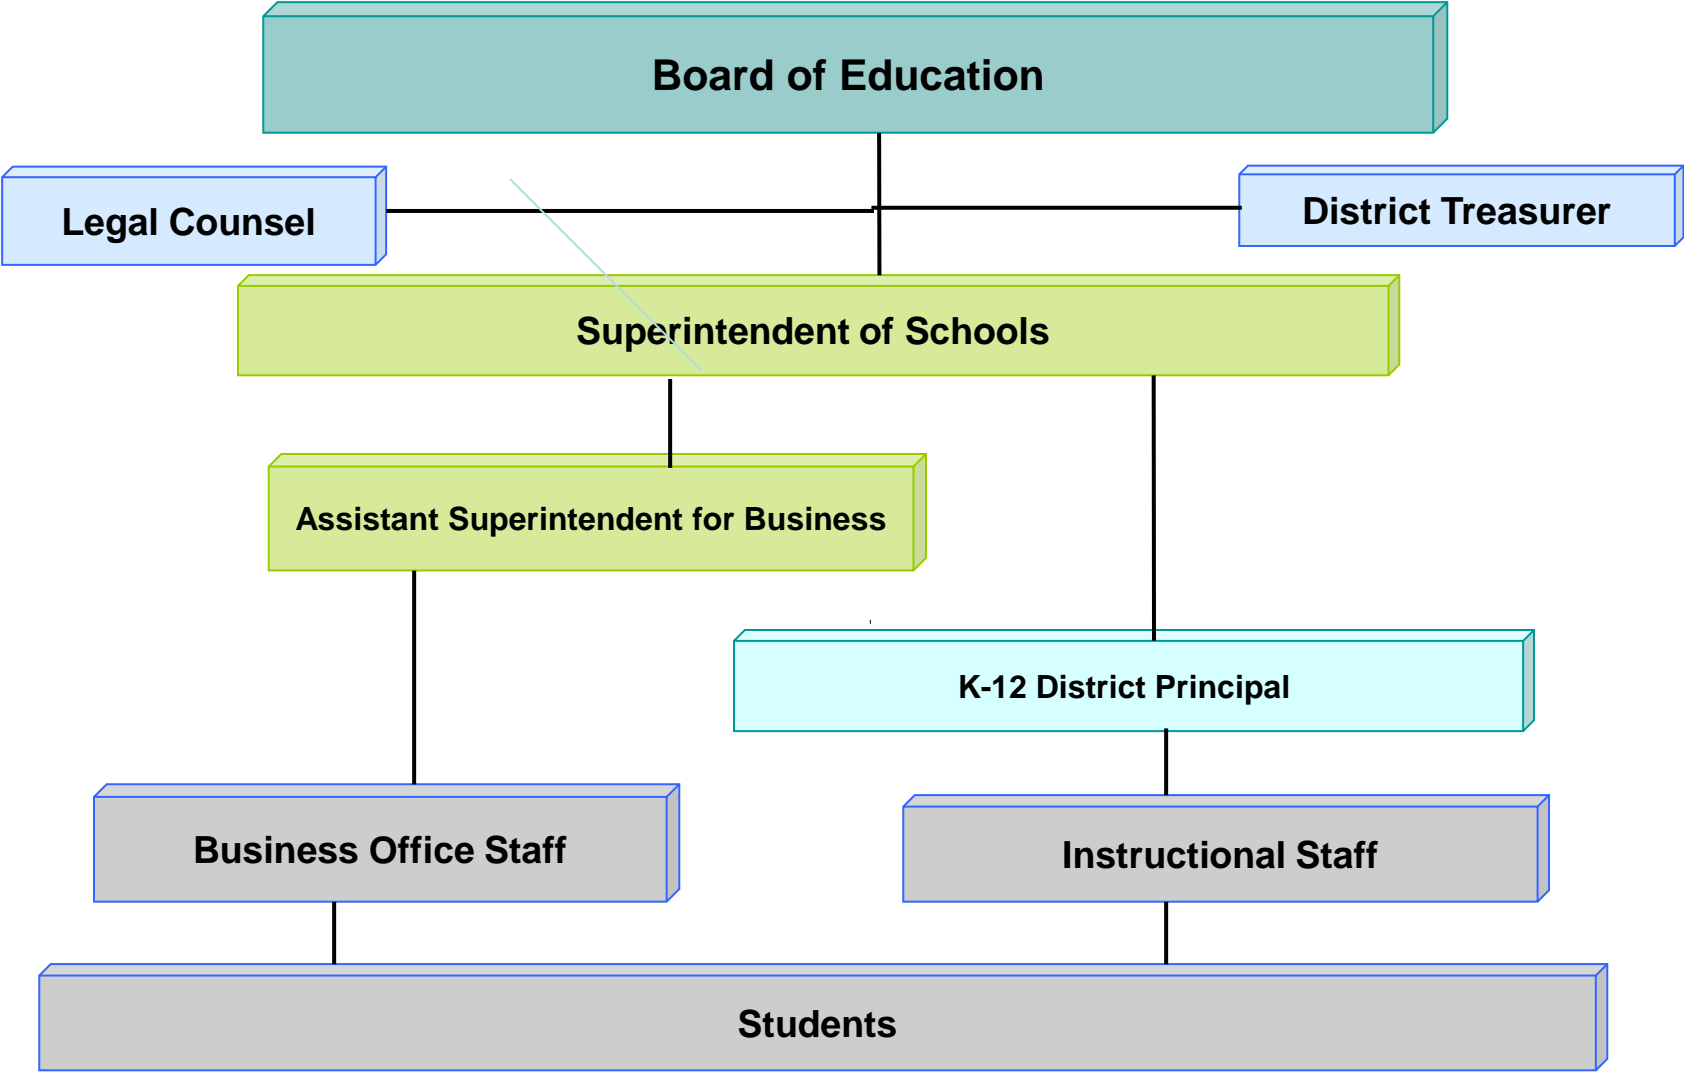 Board of Education
Legal Counsel
District Treasurer
Superintendent of Schools
Assistant Superintendent for Business
K-12 District Principal
Business Office Staff
Instructional Staff
Students